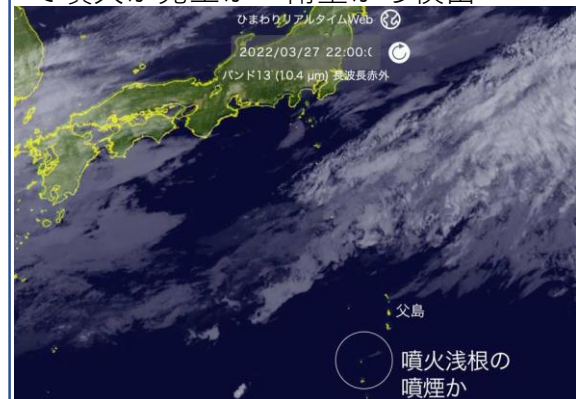 ひまわりリアルタイムWeb
2022/03/27 22:00:(
バンド13 (10.4 μm) 長波長赤外
父島
噴火浅根の
噴煙か